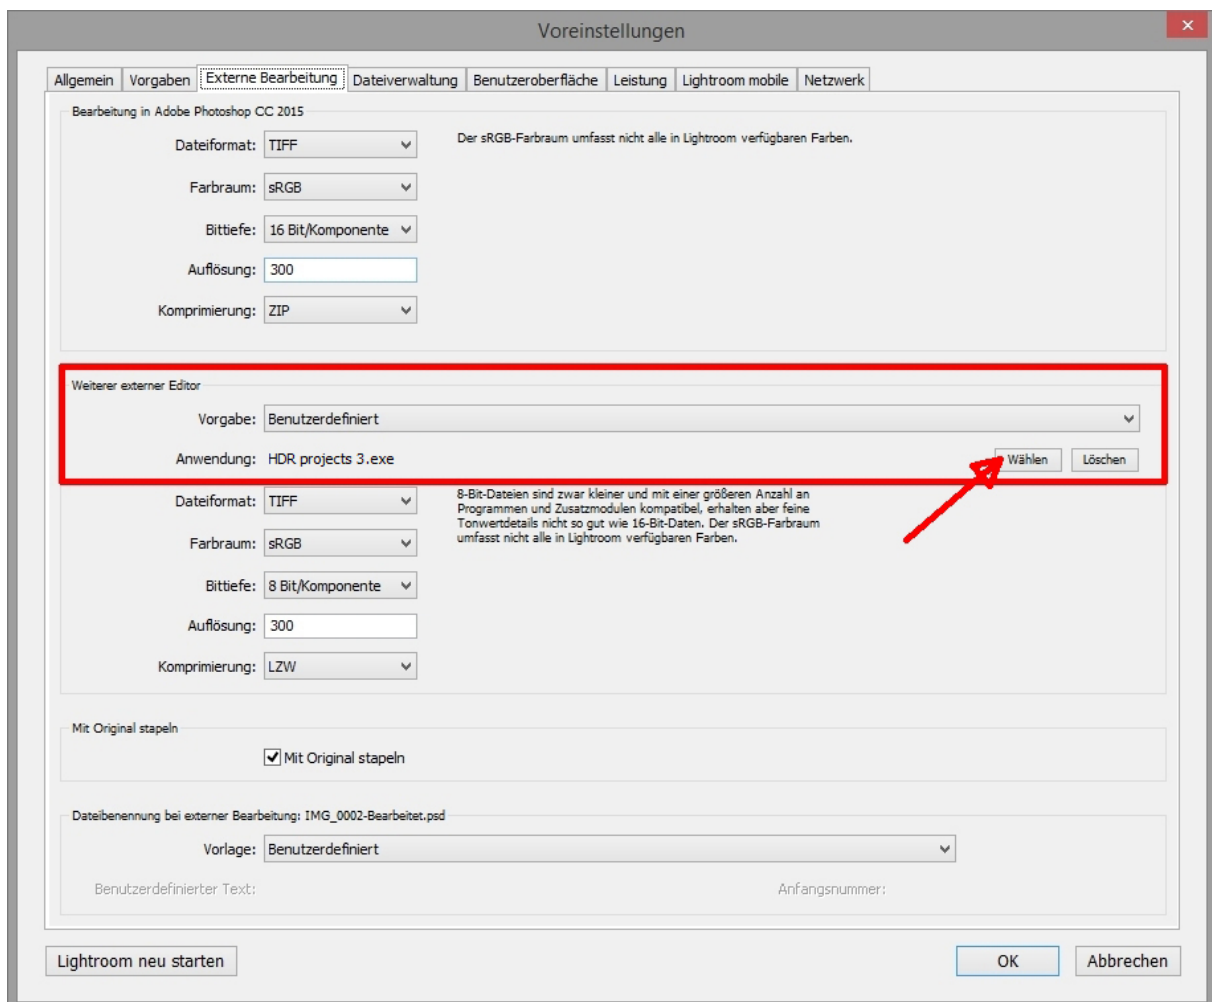 Voreinstellungen
Allgemein Vorgaben Externe Bearbeitung Dateiverwaltung Benutzeroberfläche Leistung Lightroom mobile Netzwerk
Bearbeitung in Adobe Photoshop CC 2015
Dateiformat: TIFF
Der sRGB-Farbraum umfasst nicht alle in Lightroom verfügbaren Farben.
Farbraum: sRGB
Bittiefe: 16 Bit/Komponente
Auflösung: 300
Komprimierung: ZIP
Weiterer externer Editor
Vorgabe: Benutzerdefiniert
Anwendung: HDR projects 3.exe Wählen Löschen
Dateiformat: TIFF
8-Bit-Dateien sind zwar kleiner und mit einer größeren Anzahl an
Programmen und Zusatzmodulen kompatibel, erhalten aber feine
Tonwertdetails nicht so gut wie 16-Bit-Daten. Der sRGB-Farbraum
umfasst nicht alle in Lightroom verfügbaren Farben.
Farbraum: sRGB
Bittiefe: 8 Bit/Komponente
Auflösung: 300
Komprimierung: LZW
Mit Original stapeln
Mit Original stapeln
Dateibenennung bei externer Bearbeitung: IMG_0002-Bearbeitet.psd
Vorlage: Benutzerdefiniert
Benutzerdefinierter Text: Anfangsnummer:
Lightroom neu starten OK Abbrechen